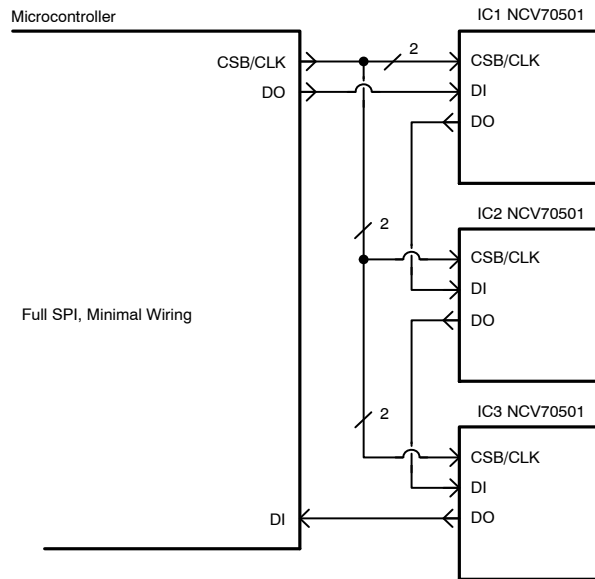 Microcontroller
CSB/CLK
DO
Full SPI, Minimal Wiring
DI
2
2
2
IC1 NCV70501
CSB/CLK
DI
DO
IC2 NCV70501
CSB/CLK
DI
DO
IC3 NCV70501
CSB/CLK
DI
DO